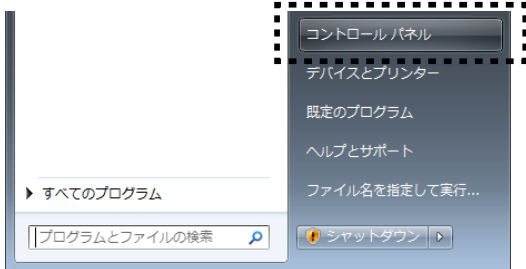 コントロール パネル
デバイスとプリンター
既定のプログラム
ヘルプとサポート
ファイル名を指定して実行...
すべてのプログラム
プログラムとファイルの検索
シャットダウン